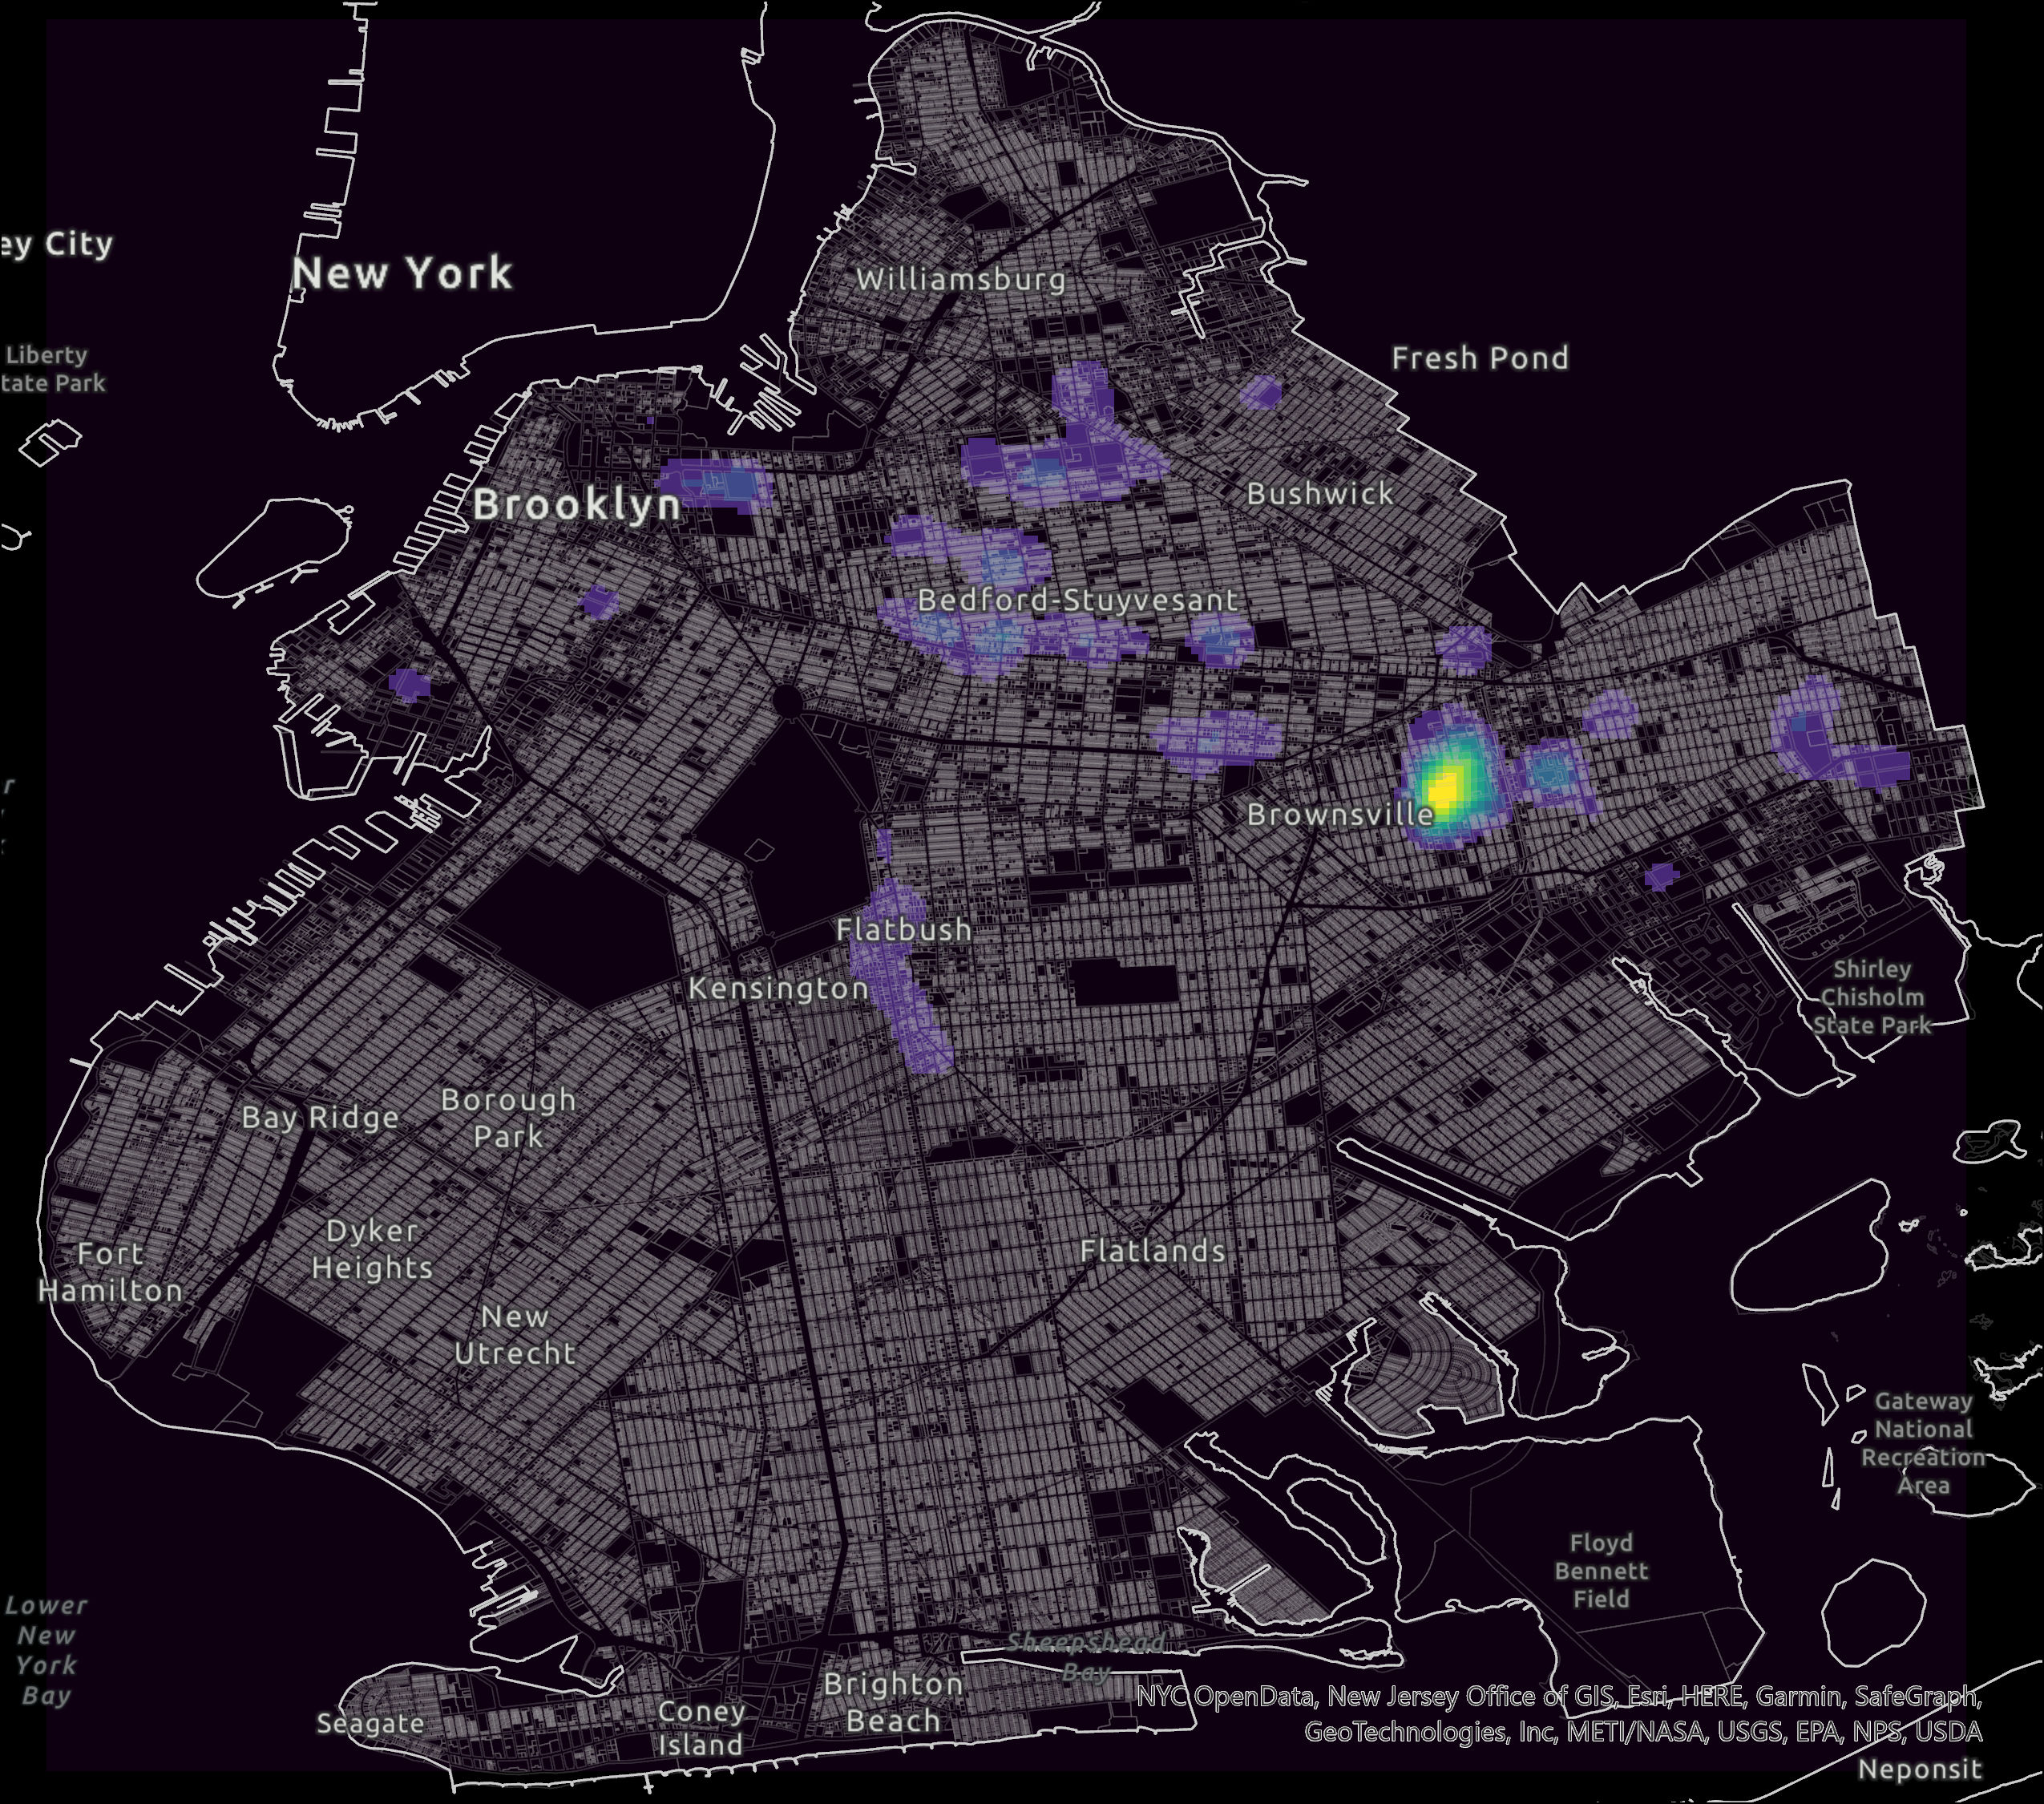 ey City
New York
Williamsburg
Liberty
tate Park
Fresh Pond
Brooklyn
Bushwick
Bedford-Stuyvesant
Brownsville
Flatbush
Kensington
Shirley
Chisholm
State Park
Bay Ridge
Borough
Park
Fort
Hamilton
Dyker
Heights
New
Utrecht
Flatlands
Gateway
National
Recreation
Area
Floyd
Bennett
Field
Lower
New
York
Bay
Sheepshead
Bay
Brighton
Beach
Seagate
Coney
Island
NYC OpenData, New Jersey Office of GIS, Esri, HERE, Garmin, SafeGraph,
GeoTechnologies, Inc, METI/NASA, USGS, EPA, NPS, USDA
Neponsit